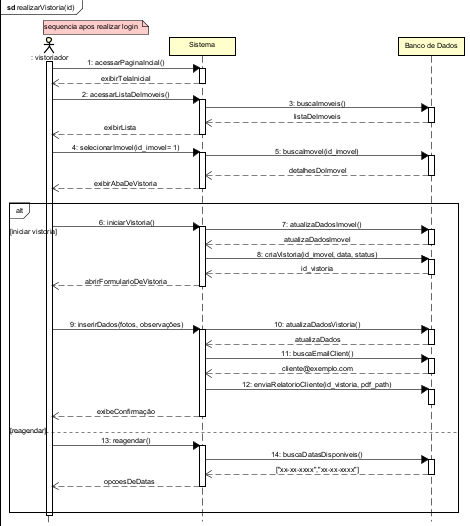 sd realizarVistoria(id)
sequencia apos realizar login
Sistema
Banco de Dados
: vistoriador
1: acessarPaginaIncial()
exibirTelaInicial
2: acessarListaDeImoveis()
3: buscaImoveis()
listaDeImoveis
exibirLista
4: selecionarImovel(id_imovel= 1)
5: buscaImovel(id_imovel)
detalhesDoImovel
exibirAbaDeVistoria
alt
[iniciar vistoria]
6: iniciarVistoria()
7: atualizaDadosImovel()
atualizaDadosImovel
8: criaVistoria(id_imovel, data, status)
id_vistoria
abrirFormularioDeVistoria
9: inserirDados(fotos, observações)
10: atualizaDadosVistoria()
atualizaDados
11: buscaEmailClient()
cliente@exemplo.com
12: enviaRelatorioCliente(id_vistoria, pdf_path)
exibeConfirmação
[reagendar]
13: reagendar()
14: buscaDatasDisponiveis()
["xx-xx-xxxx","xx-xx-xxxx"]
opcoesDeDatas